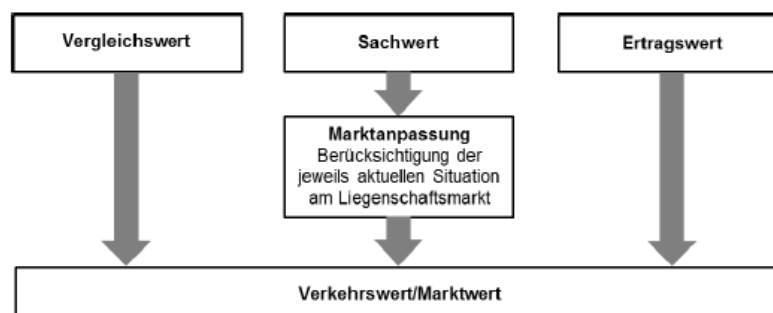 Vergleichswert
Sachwert
Ertragswert
Marktanpassung
Berücksichtigung der
jeweils aktuellen Situation
am Liegenschaftsmarkt
Verkehrswert/Marktwert